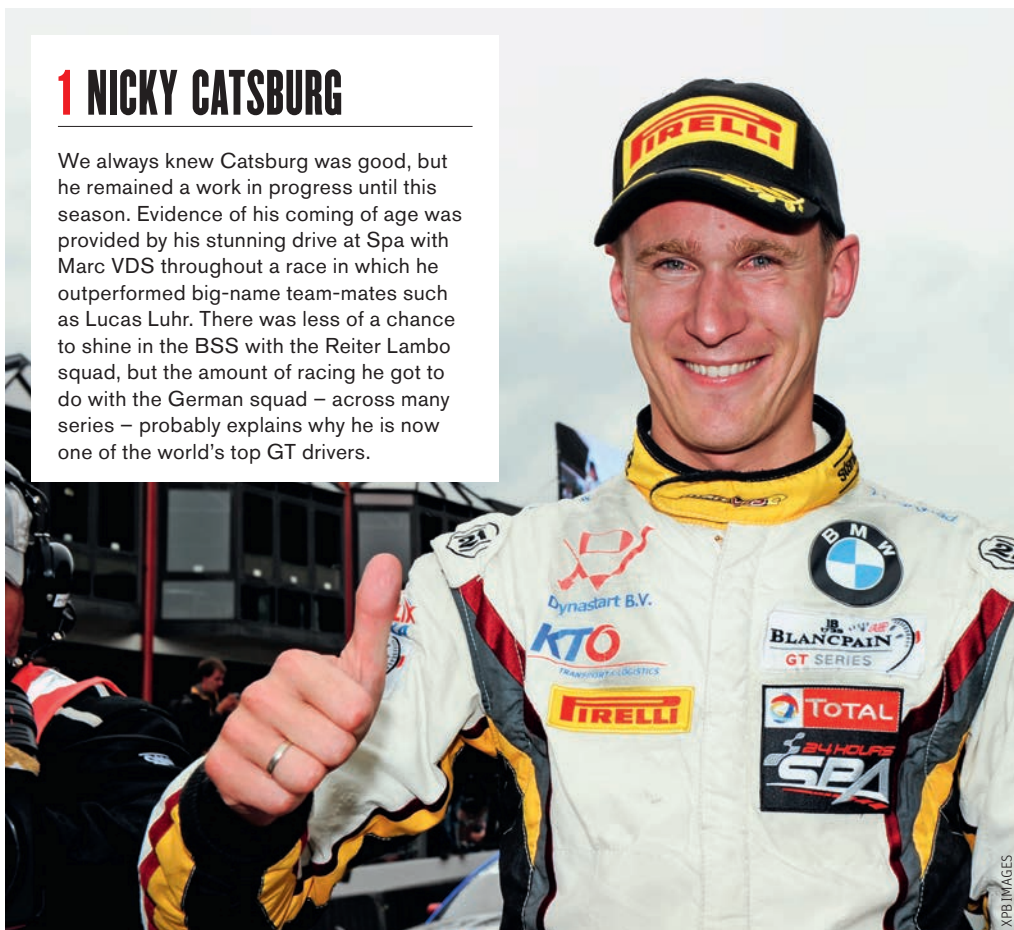 1 NICKY CATSBURG
We always knew Catsburg was good, but
he remained a work in progress until this
season. Evidence of his coming of age was
provided by his stunning drive at Spa with
Marc VDS throughout a race in which he
outperformed big-name team-mates such
as Lucas Luhr. There was less of a chance
to shine in the BSS with the Reiter Lambo
squad, but the amount of racing he got to
do with the German squad – across many
series – probably explains why he is now
one of the world's top GT drivers.
PIRELLI
BMW
21
Dynastart B.V.
KTO
TRANSPORT & LOGISTICS
PIRELLI
BLANCPAIN
GT SERIES
TOTAL
24 HOURS
SPA
XPB IMAGES